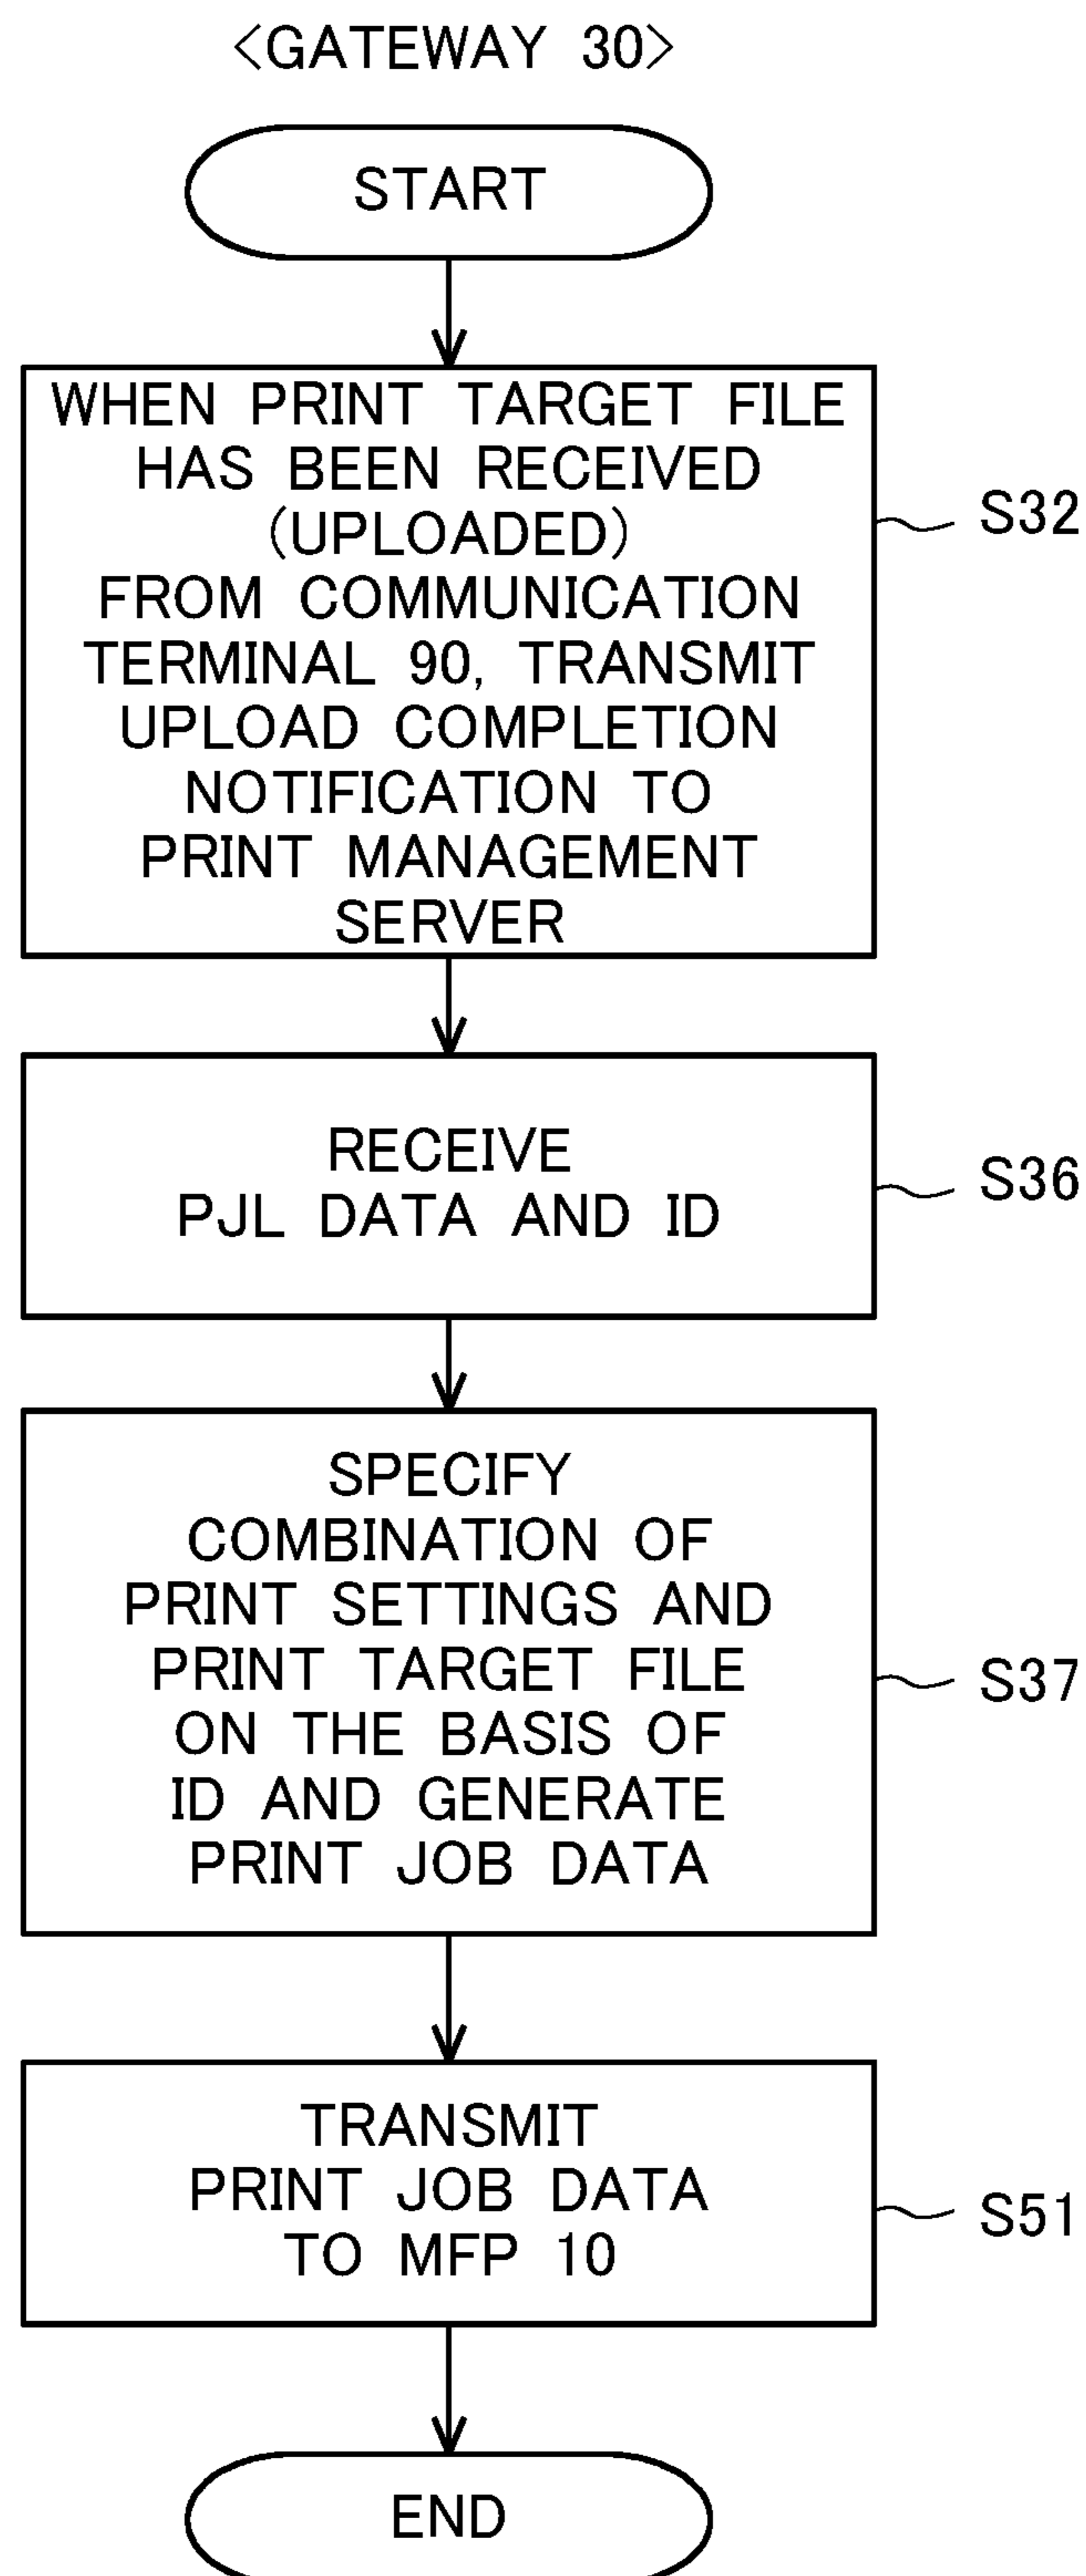 <GATEWAY 30>
START
WHEN PRINT TARGET FILE
HAS BEEN RECEIVED
(UPLOADED)
FROM COMMUNICATION
TERMINAL 90, TRANSMIT
UPLOAD COMPLETION
NOTIFICATION TO
PRINT MANAGEMENT
SERVER
S32
RECEIVE
PJL DATA AND ID
S36
SPECIFY
COMBINATION OF
PRINT SETTINGS AND
PRINT TARGET FILE
ON THE BASIS OF
ID AND GENERATE
PRINT JOB DATA
S37
TRANSMIT
PRINT JOB DATA
TO MFP 10
S51
END